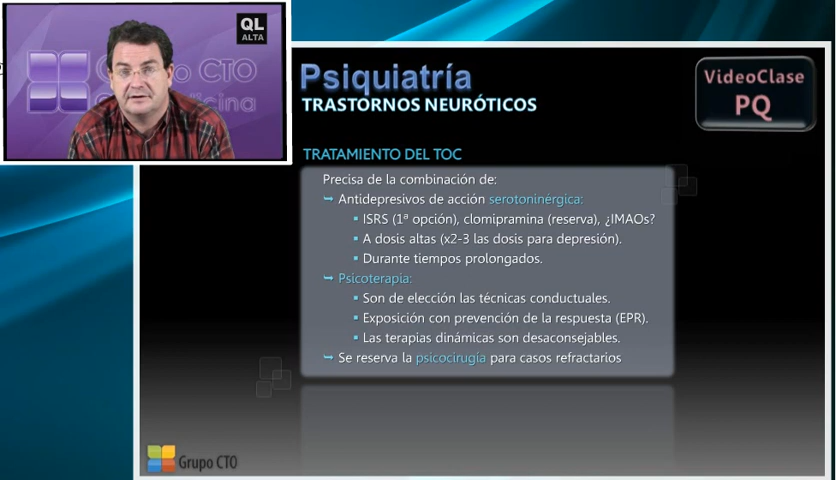 QL
ALTA
Grupo CTO
Psiquiatría
TRASTORNOS NEURÓTICOS
VideoClase
PQ
TRATAMIENTO DEL TOC
Precisa de la combinación de:
Antidepresivos de acción serotoninérgica:
ISRS (1ª opción), clomipramina (reserva), ¿IMAOs?
A dosis altas (x2-3 las dosis para depresión).
Durante tiempos prolongados.
Psicoterapia:
Son de elección las técnicas conductuales.
Exposición con prevención de la respuesta (EPR).
Las terapias dinámicas son desaconsejables.
Se reserva la psicocirugía para casos refractarios
Grupo CTO